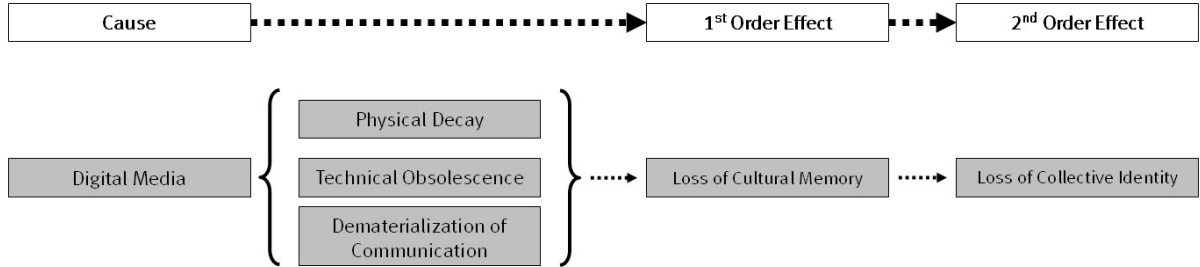 Cause
1st Order Effect
2nd Order Effect
Physical Decay
Digital Media
Technical Obsolescence
Loss of Cultural Memory
Loss of Collective Identity
Dematerialization of
Communication